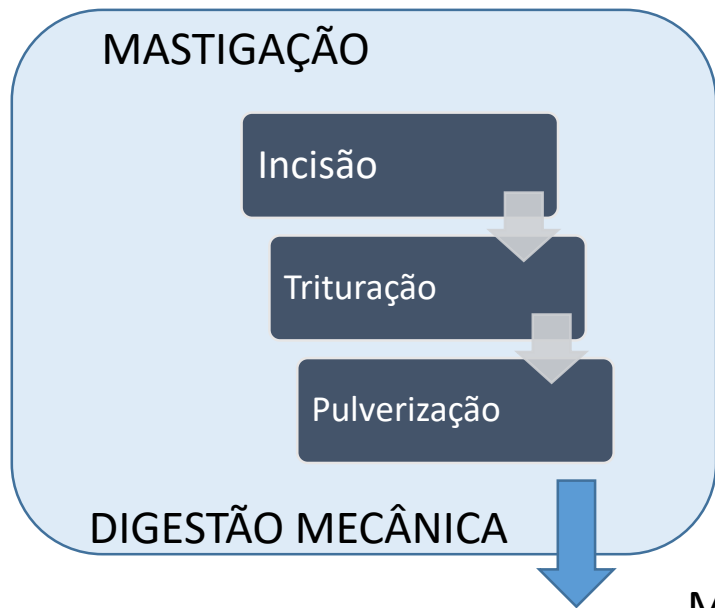 MASTIGAÇÃO
Incisão
Trituração
Pulverização
DIGESTÃO MECÂNICA